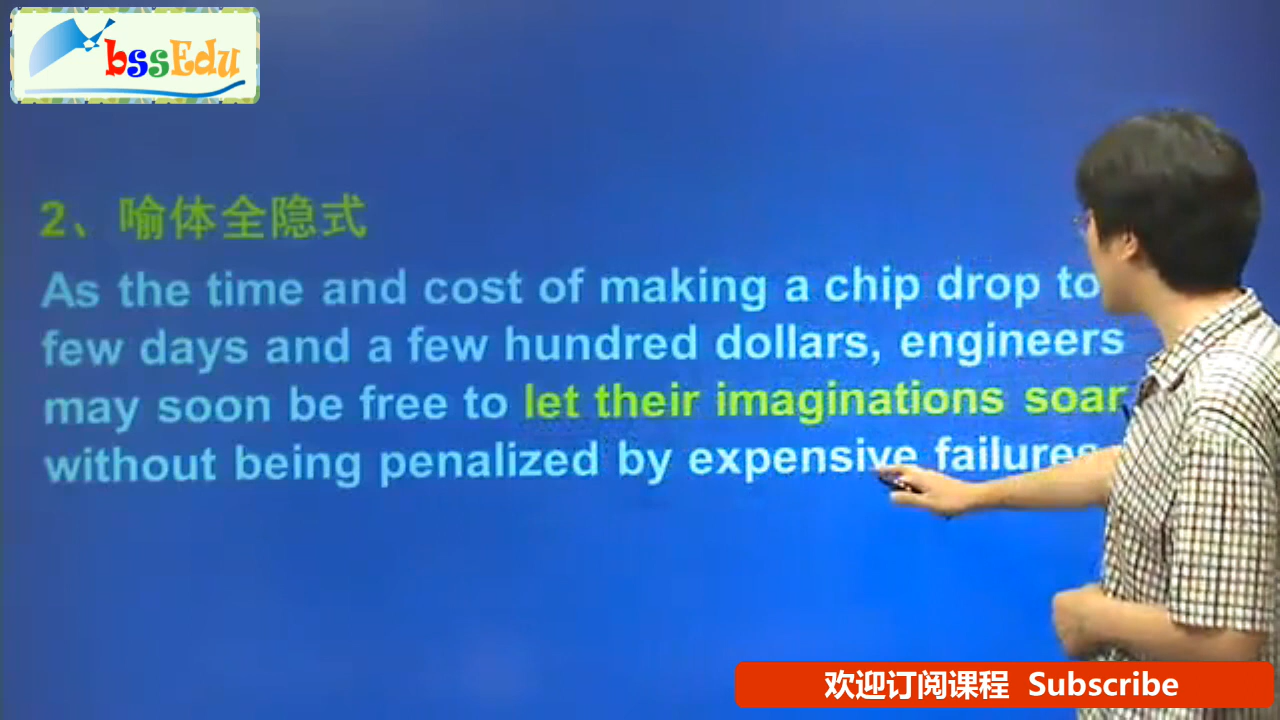 bssEdu
2、喻体全隐式
As the time and cost of making a chip drop to
few days and a few hundred dollars, engineers
may soon be free to let their imaginations soar
without being penalized by expensive failures
欢迎订阅课程 Subscribe